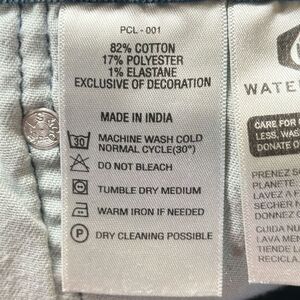 PCL - 001
82% COTTON
17% POLYESTER
1% ELASTANE
EXCLUSIVE OF DECORATION
MADE IN INDIA
30
MACHINE WASH COLD
NORMAL CYCLE(30°)
DO NOT BLEACH
TUMBLE DRY MEDIUM
WARM IRON IF NEEDED
P
DRY CLEANING POSSIBLE
WATER
CARE FOR
LESS, WAS
DONATE O
PRENEZ S
PLANETE
LAVEZ A
SECHER
DONNEZ
CUIDA NU
LAVA MEN
TIENDE L
RECICLA